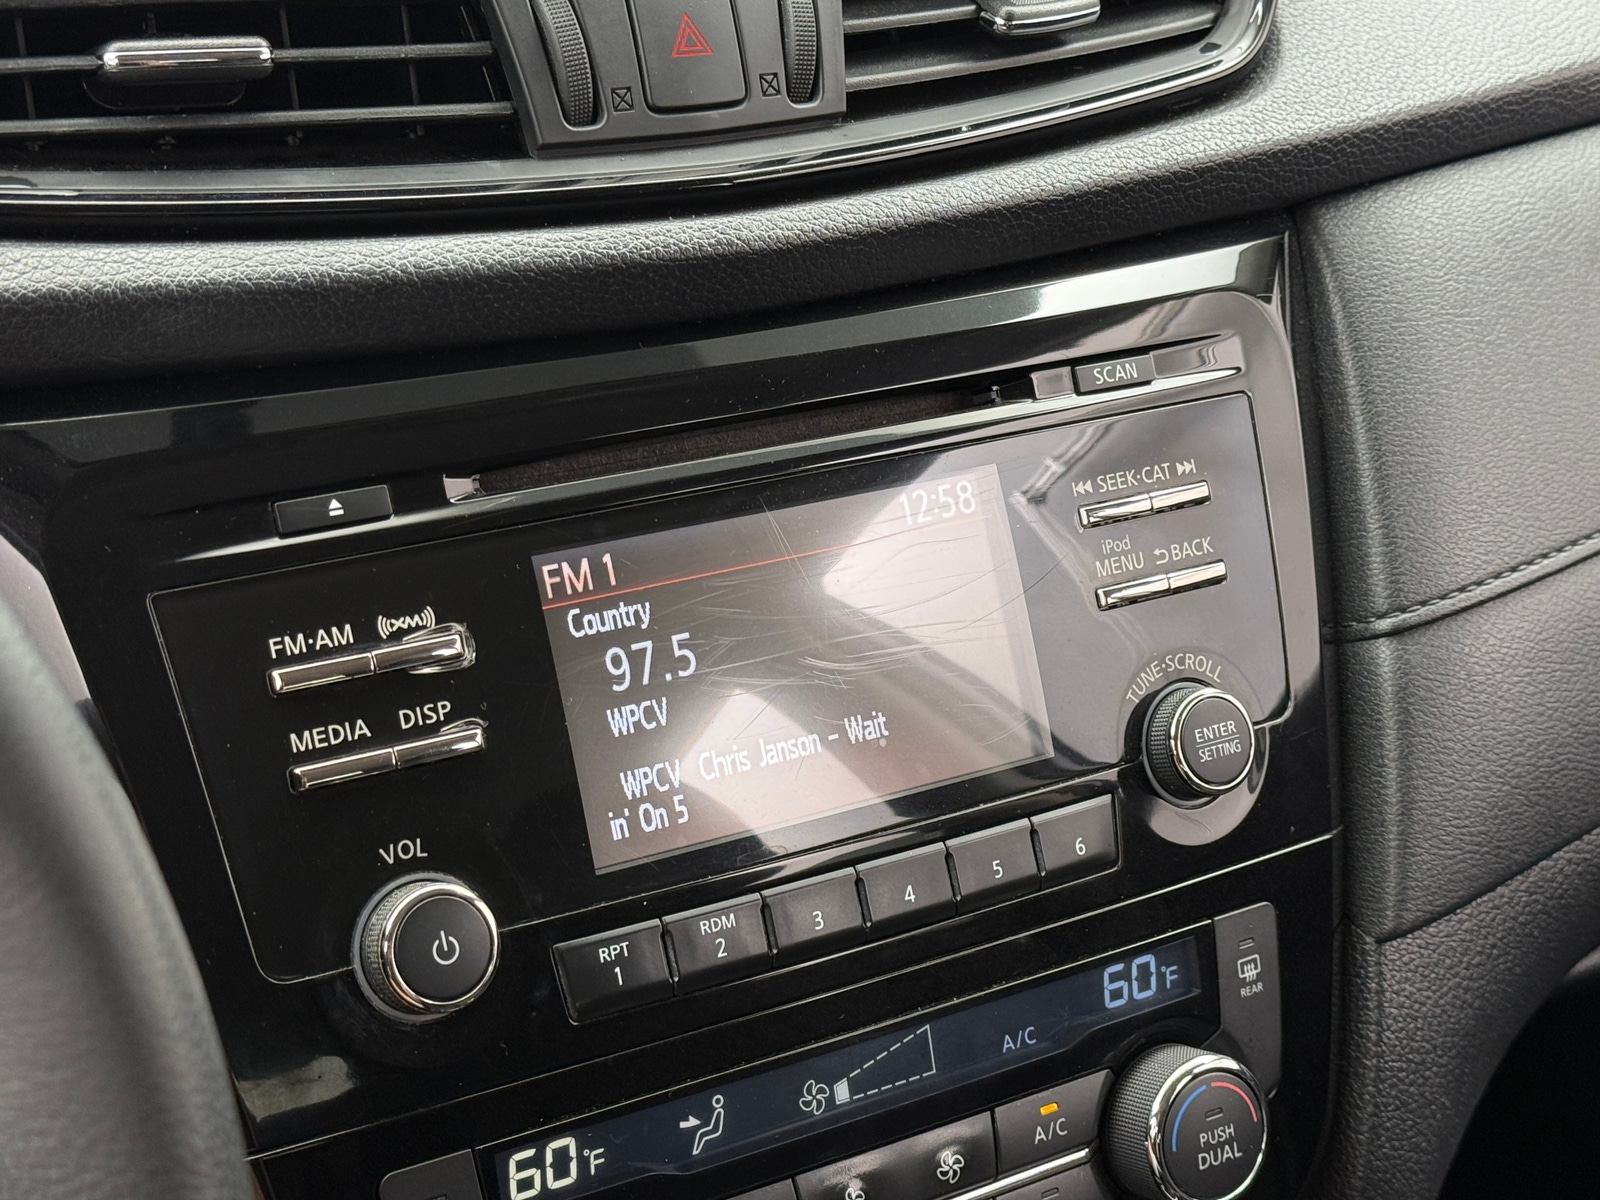 SCAN
12:58
SEEK·CAT
FM 1
iPod
MENU
BACK
Country
FM·AM
XM
97.5
TUNE·SCROLL
WPCV
MEDIA
DISP
ENTER
SETTING
WPCV Chris Janson - Wait
in' On 5
VOL
RPT
1
RDM
2
3
4
5
6
60°F
REAR
A/C
60°F
A/C
PUSH
DUAL